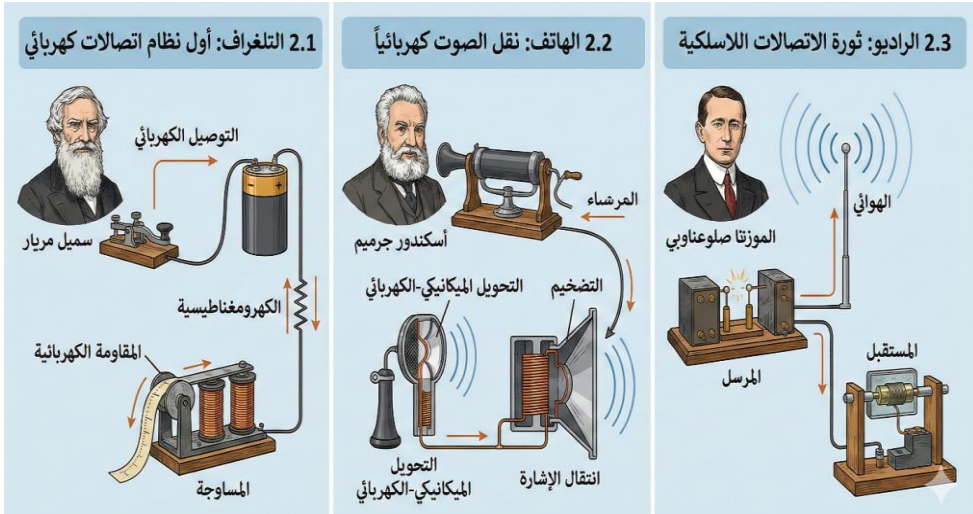 2.1 التلغراف: أول نظام اتصالات كهربائي
التوصيل الكهربائي
+
-
سميل مريار
الكهرومغناطيسية
المقاومة الكهربائية
المساوجة
2.2 الهاتف: نقل الصوت كهربائياً
المرشاء
أسكندور جرميم
التحويل الميكانيكي-الكهربائي
التضخيم
التحويل
الميكانيكي-الكهربائي
انتقال الإشارة
2.3 الراديو: ثورة الاتصالات اللاسلكية
الهوائي
الموزتا صلوعناوبي
المرسل
المستقبل